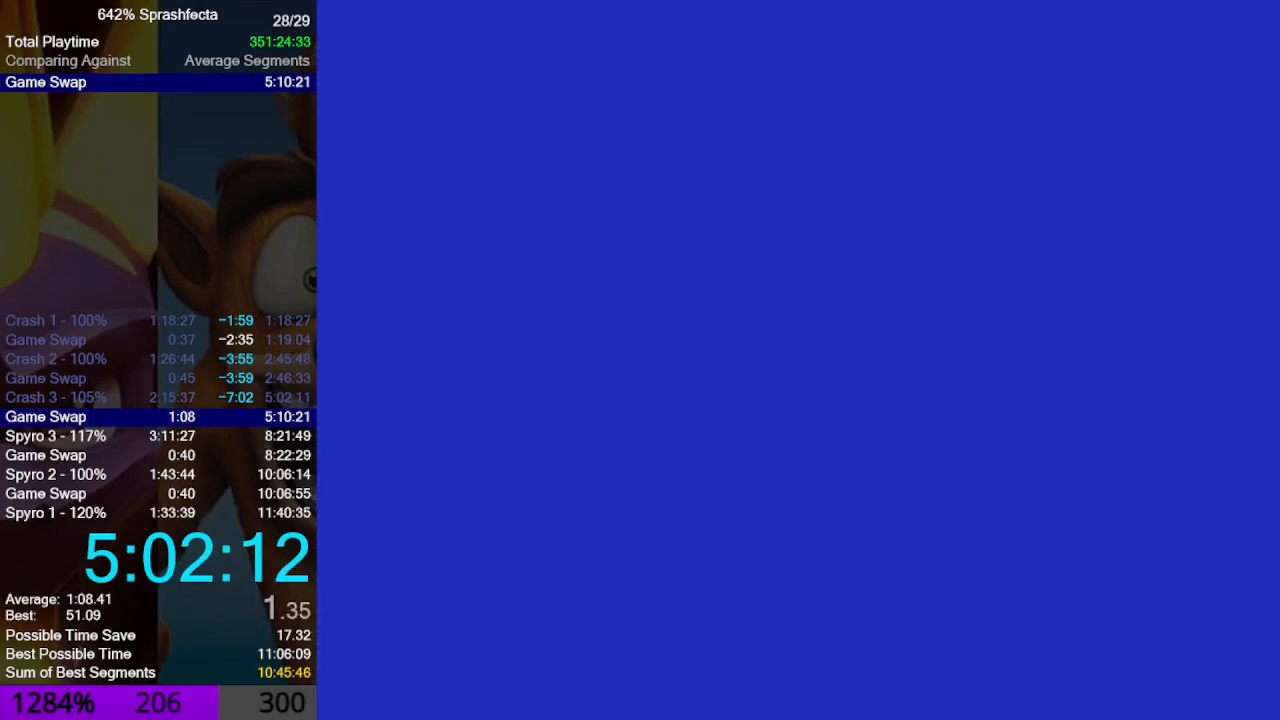 642% Sprashfecta
28/29
Total Playtime 351:24:33
Comparing Against Average Segments
Game Swap 5:10:21
Crash 1 - 100% 1:18:27 −1:59 1:18:27
Game Swap 0:37 −2:35 1:19:04
Crash 2 - 100% 1:26:44 −3:55 2:45:48
Game Swap 0:45 −3:59 2:46:33
Crash 3 - 105% 2:15:37 −7:02 5:02:11
Game Swap 1:08 5:10:21
Spyro 3 - 117% 3:11:27 8:21:49
Game Swap 0:40 8:22:29
Spyro 2 - 100% 1:43:44 10:06:14
Game Swap 0:40 10:06:55
Spyro 1 - 120% 1:33:39 11:40:35
5:02:12
Average: 1:08.41
Best: 51.09
1.35
Possible Time Save 17.32
Best Possible Time 11:06:09
Sum of Best Segments 10:45:46
1284% 206 300